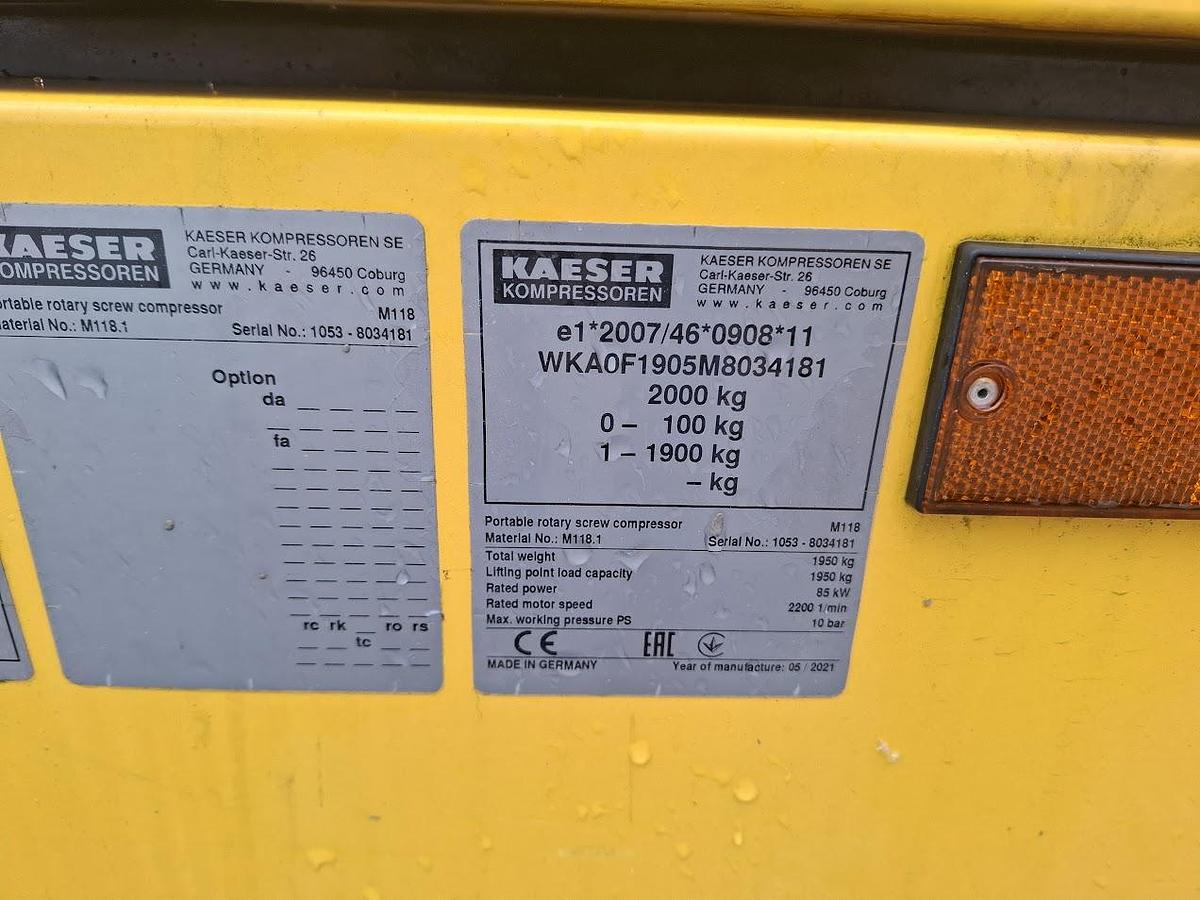 KAESER
KOMPRESSOREN
KAESER KOMPRESSOREN SE
Carl-Kaeser-Str. 26
GERMANY - 96450 Coburg
www.kaeser.com
Portable rotary screw compressor M118
Material No.: M118.1 Serial No.: 1053 - 8034181
Option
da
fa
rc rk __ ro rs
tc
KAESER
KOMPRESSOREN
KAESER KOMPRESSOREN SE
Carl-Kaeser-Str. 26
GERMANY - 96450 Coburg
www.kaeser.com
e1*2007/46*0908*11
WKA0F1905M8034181
2000 kg
0 – 100 kg
1 – 1900 kg
– kg
Portable rotary screw compressor M118
Material No.: M118.1 Serial No.: 1053 - 8034181
Total weight 1950 kg
Lifting point load capacity 1950 kg
Rated power 85 kW
Rated motor speed 2200 1/min
Max. working pressure PS 10 bar
CE EAC
MADE IN GERMANY Year of manufacture: 05 / 2021